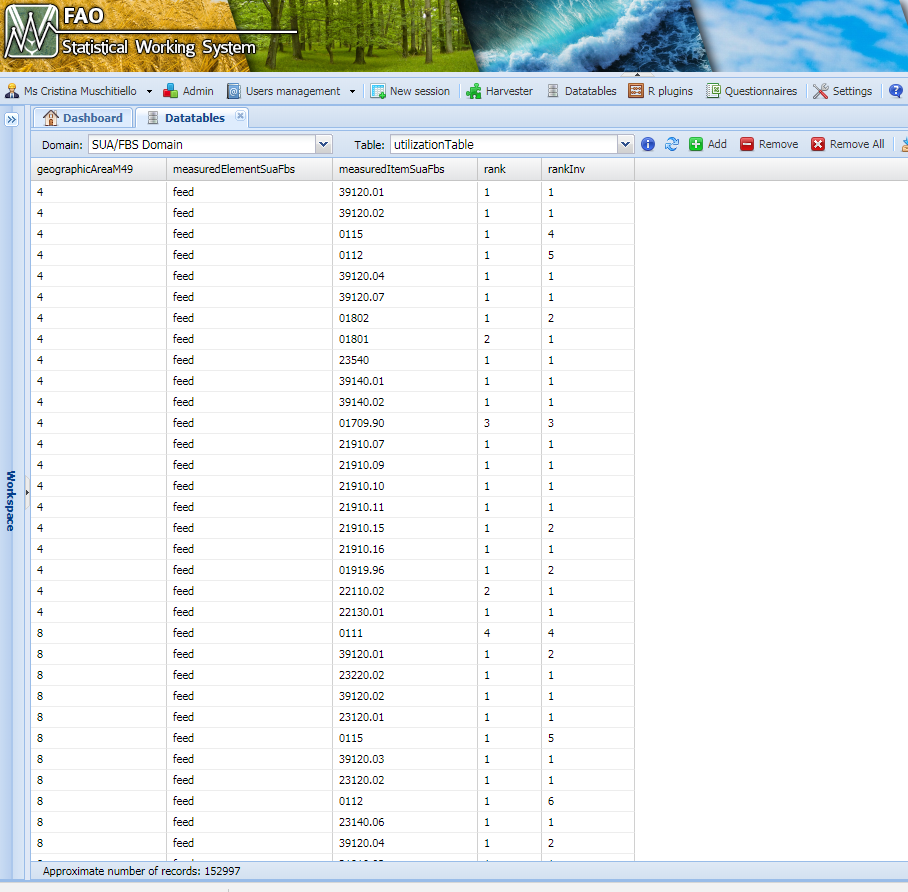 FAO
Statistical Working System
Ms Cristina Muschitiello Admin Users management New session Harvester Datatables R plugins Questionnaires Settings
Dashboard Datatables
Domain: SUA/FBS Domain Table: utilizationTable Add Remove Remove All
geographicAreaM49 measuredElementSuaFbs measuredItemSuaFbs rank rankInv
4 feed 39120.01 1 1
4 feed 39120.02 1 1
4 feed 0115 1 4
4 feed 0112 1 5
4 feed 39120.04 1 1
4 feed 39120.07 1 1
4 feed 01802 1 2
4 feed 01801 2 1
4 feed 23540 1 1
4 feed 39140.01 1 1
4 feed 39140.02 1 1
4 feed 01709.90 3 3
4 feed 21910.07 1 1
4 feed 21910.09 1 1
4 feed 21910.10 1 1
4 feed 21910.11 1 1
4 feed 21910.15 1 2
4 feed 21910.16 1 1
4 feed 01919.96 1 2
4 feed 22110.02 2 1
4 feed 22130.01 1 1
8 feed 0111 4 4
8 feed 39120.01 1 2
8 feed 23220.02 1 1
8 feed 39120.02 1 1
8 feed 23120.01 1 1
8 feed 0115 1 5
8 feed 39120.03 1 1
8 feed 23120.02 1 1
8 feed 0112 1 6
8 feed 23140.06 1 1
8 feed 39120.04 1 2
Workspace
Approximate number of records: 152997